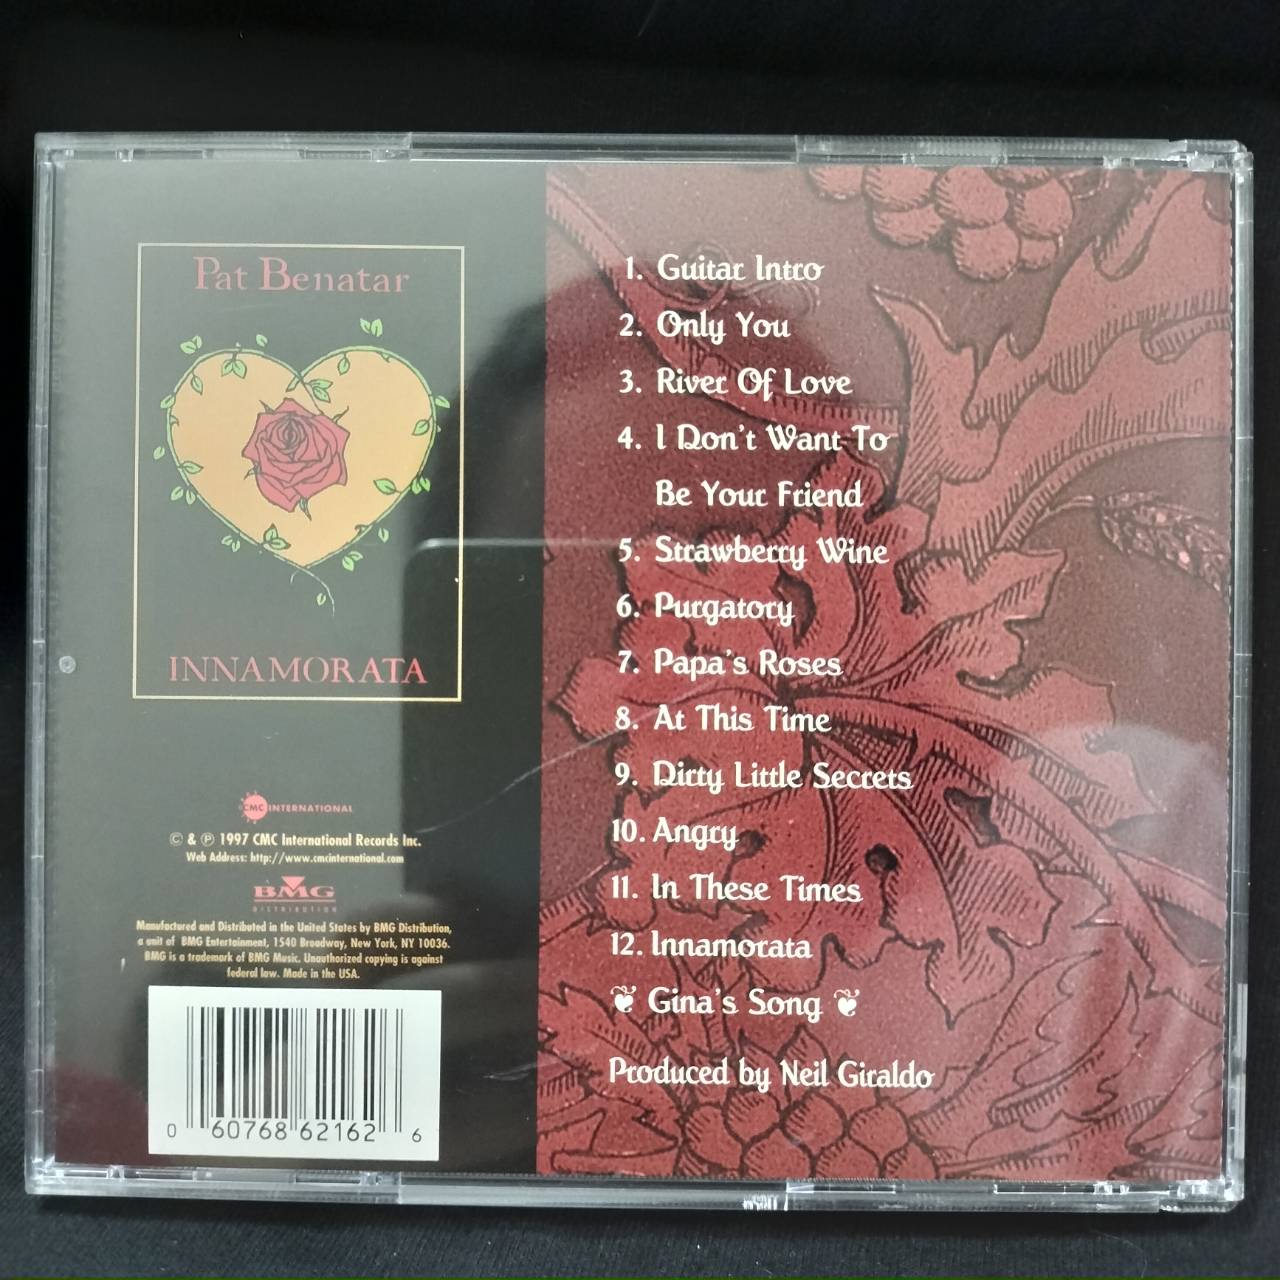 Pat Benatar
INNAMORATA
CMC INTERNATIONAL
© & ℗ 1997 CMC International Records Inc.
Web Address: http://www.cmcinternational.com
BMG
DISTRIBUTION
Manufactured and Distributed in the United States by BMG Distribution,
a unit of BMG Entertainment, 1540 Broadway, New York, NY 10036.
BMG is a trademark of BMG Music. Unauthorized copying is against
federal law. Made in the USA.
0 60768 62162 6
1. Guitar Intro
2. Only You
3. River Of Love
4. I Don't Want To
Be Your Friend
5. Strawberry Wine
6. Purgatory
7. Papa's Roses
8. At This Time
9. Dirty Little Secrets
10. Angry
11. In These Times
12. Innamorata
❦ Gina's Song ❦
Produced by Neil Giraldo